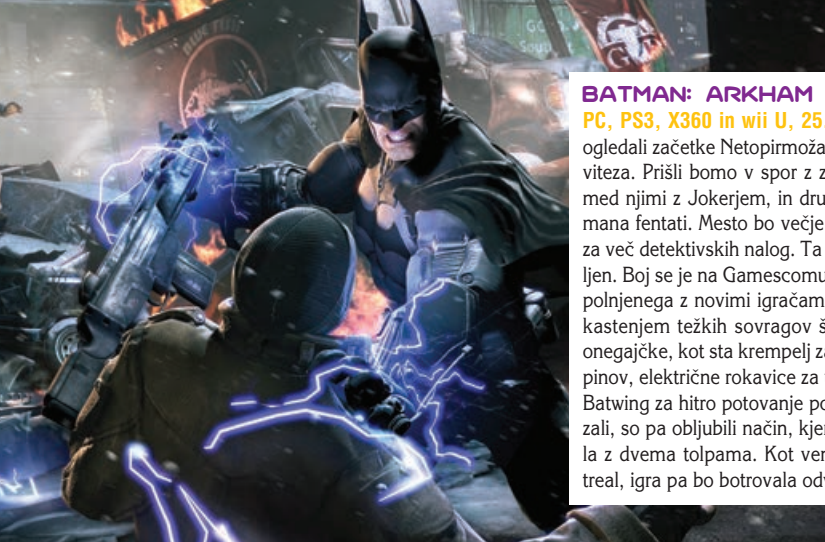 BATMAN: ARKHAM
PC, PS3, X360 in wii U, 25.
ogledali začetke Netopirmoža
viteza. Prišli bomo v spor z z
med njimi z Jokerjem, in dru
mana fentati. Mesto bo večje
za več detektivskih nalog. Ta
ljen. Boj se je na Gamescomu
polnjenega z novimi igračam
kastenjem težkih sovragov š
onegajčke, kot sta krempelj za
pinov, električne rokavice za
Batwing za hitro potovanje po
zali, so pa obljubili način, kjer
la z dvema tolpama. Kot ver
treal, igra pa bo botrovala odv